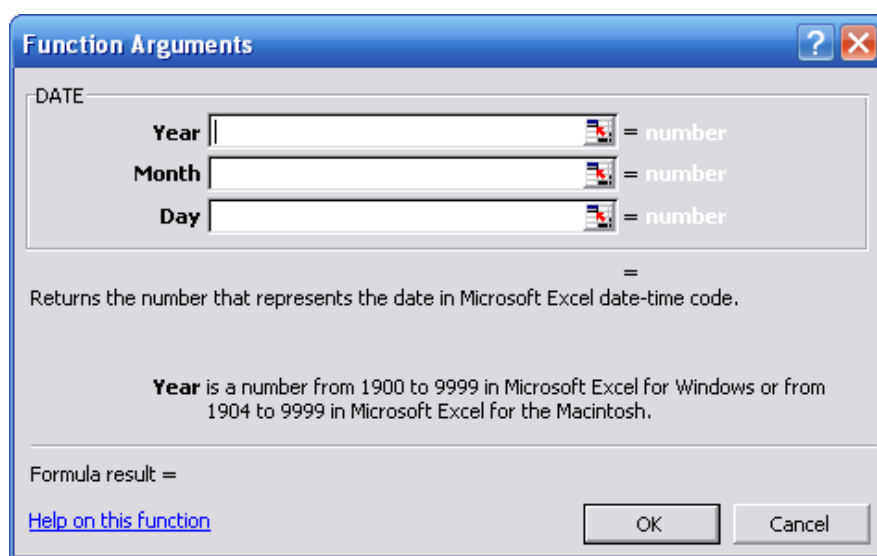 Function Arguments
DATE
Year = number
Month = number
Day = number
=
Returns the number that represents the date in Microsoft Excel date-time code.
Year is a number from 1900 to 9999 in Microsoft Excel for Windows or from
1904 to 9999 in Microsoft Excel for the Macintosh.
Formula result =
Help on this function
OK
Cancel